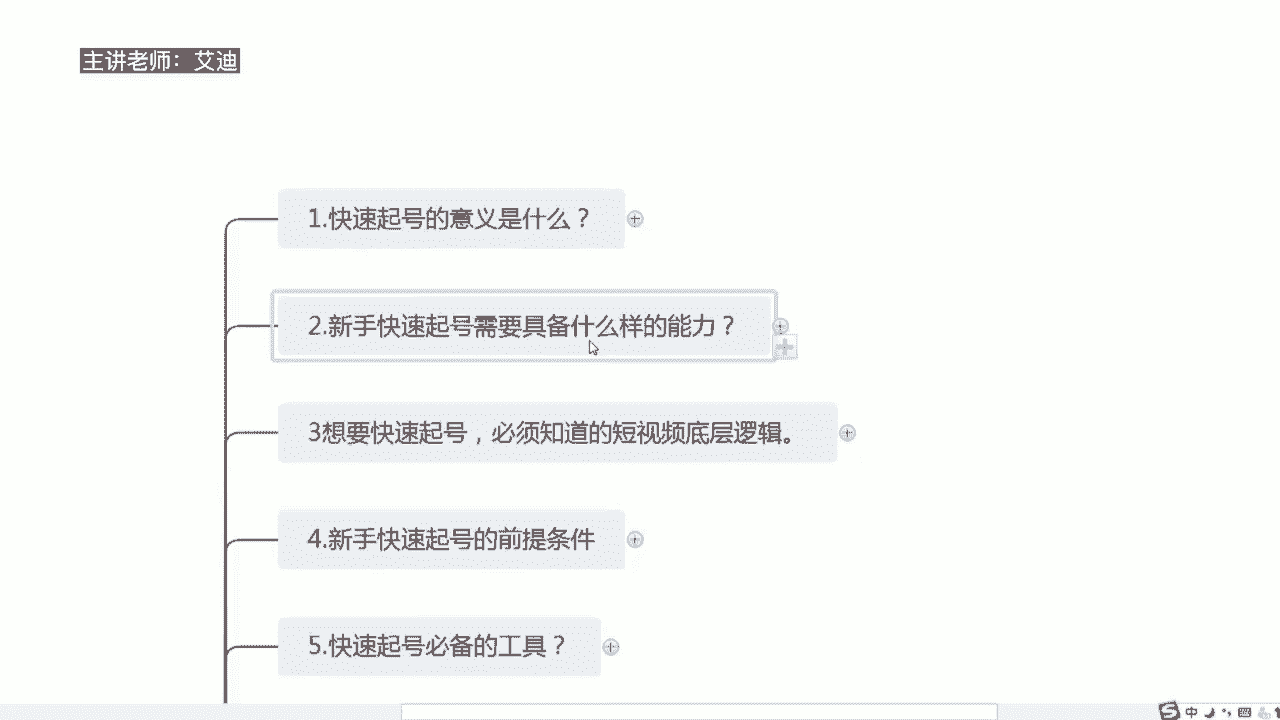 主讲老师：艾迪
1.快速起号的意义是什么？
2.新手快速起号需要具备什么样的能力？
3想要快速起号，必须知道的短视频底层逻辑。
4.新手快速起号的前提条件
5.快速起号必备的工具？
中